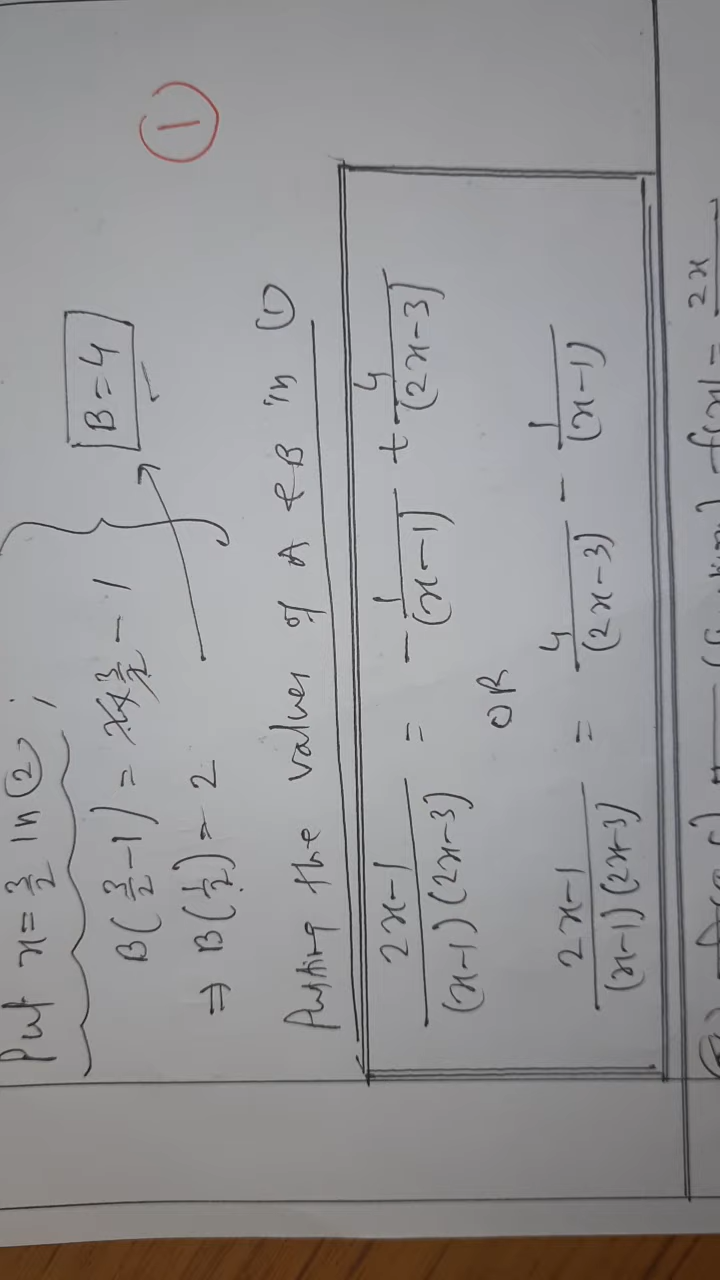 Put x = 3/2 in (2);
B(3/2 - 1) = 2×3/2 - 1
⇒ B(1/2) = 2
B = 4
1
Putting the values of A & B in (1)
(2x-1)/((x-1)(2x-3)) = - 1/(x-1) + 4/(2x-3)
OR
(2x-1)/((x-1)(2x-3)) = 4/(2x-3) - 1/(x-1)
f(x) = 2x